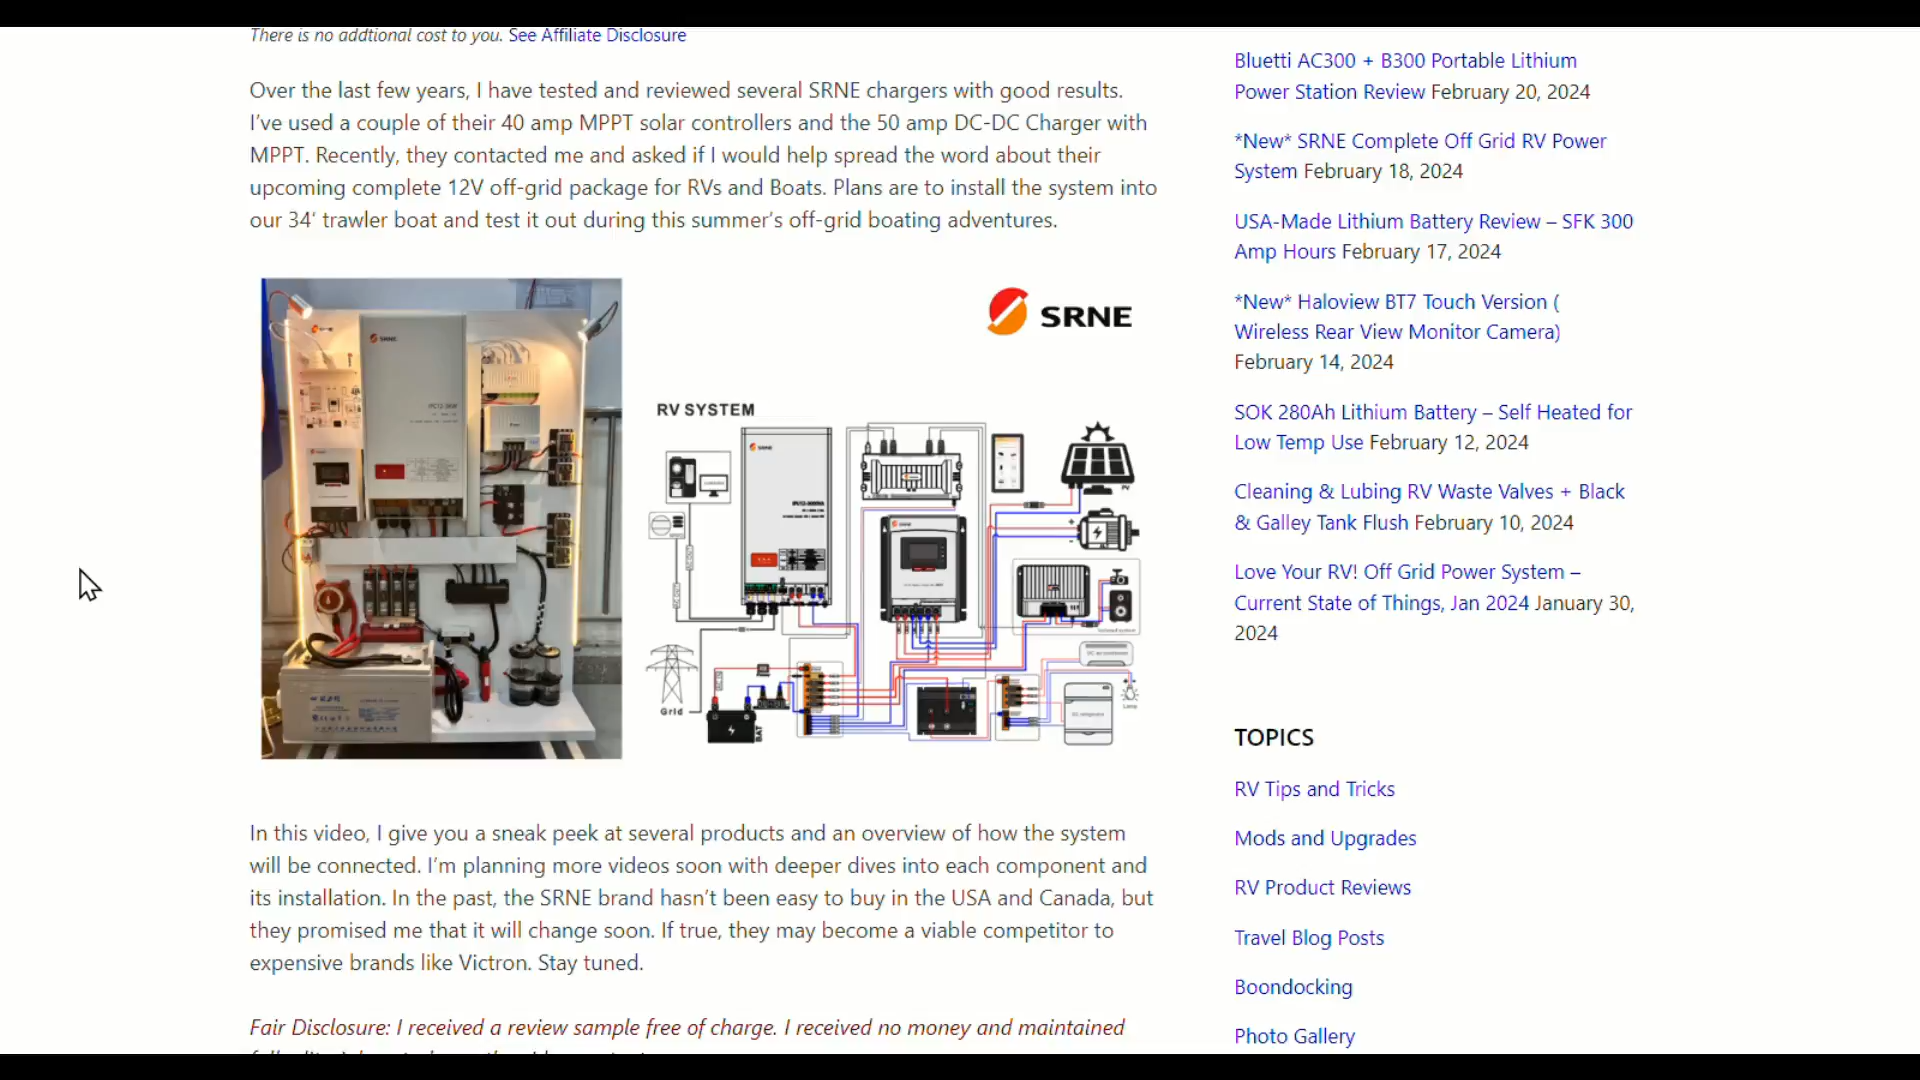 There is no addtional cost to you. See Affiliate Disclosure
Over the last few years, I have tested and reviewed several SRNE chargers with good results.
I've used a couple of their 40 amp MPPT solar controllers and the 50 amp DC-DC Charger with
MPPT. Recently, they contacted me and asked if I would help spread the word about their
upcoming complete 12V off-grid package for RVs and Boats. Plans are to install the system into
our 34' trawler boat and test it out during this summer's off-grid boating adventures.
SRNE
SRNE
RV SYSTEM
SRNE
PV
Grid
BAT
DC air conditioner
DC refrigerator
Lamp
In this video, I give you a sneak peek at several products and an overview of how the system
will be connected. I'm planning more videos soon with deeper dives into each component and
its installation. In the past, the SRNE brand hasn't been easy to buy in the USA and Canada, but
they promised me that it will change soon. If true, they may become a viable competitor to
expensive brands like Victron. Stay tuned.
Fair Disclosure: I received a review sample free of charge. I received no money and maintained
Bluetti AC300 + B300 Portable Lithium
Power Station Review February 20, 2024
*New* SRNE Complete Off Grid RV Power
System February 18, 2024
USA-Made Lithium Battery Review – SFK 300
Amp Hours February 17, 2024
*New* Haloview BT7 Touch Version (
Wireless Rear View Monitor Camera)
February 14, 2024
SOK 280Ah Lithium Battery – Self Heated for
Low Temp Use February 12, 2024
Cleaning & Lubing RV Waste Valves + Black
& Galley Tank Flush February 10, 2024
Love Your RV! Off Grid Power System –
Current State of Things, Jan 2024 January 30,
2024
TOPICS
RV Tips and Tricks
Mods and Upgrades
RV Product Reviews
Travel Blog Posts
Boondocking
Photo Gallery